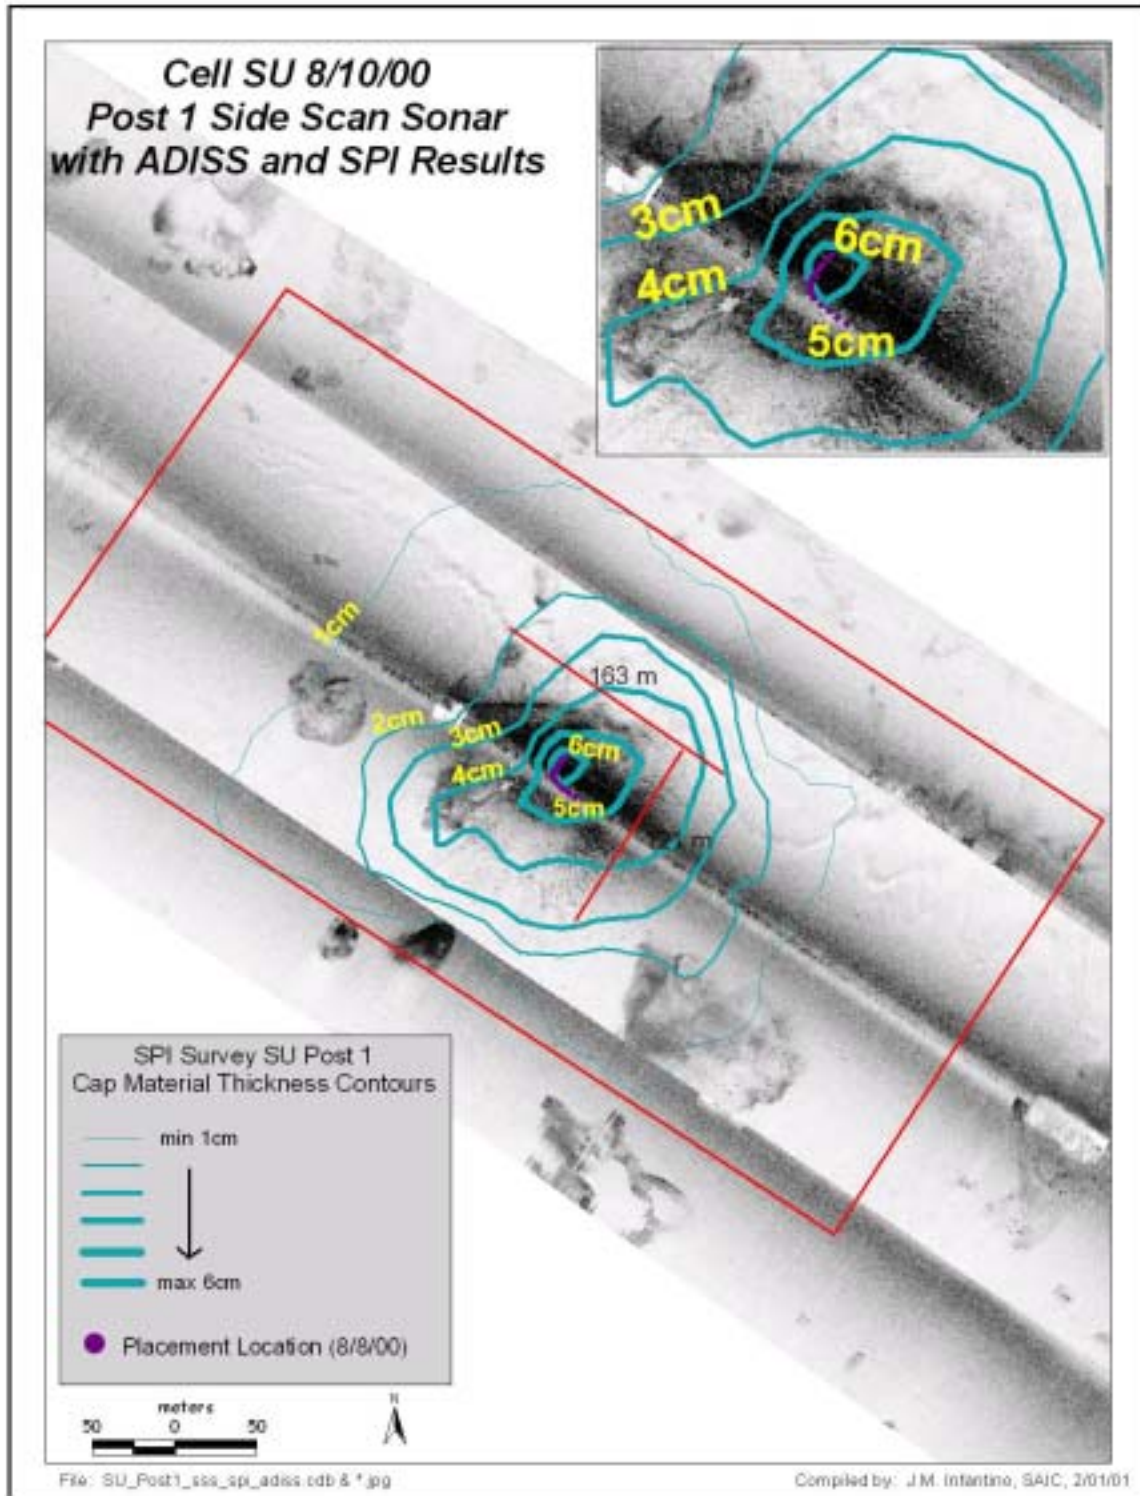 Cell SU 8/10/00
Post 1 Side Scan Sonar
with ADISS and SPI Results
3cm
6cm
4cm
5cm
1cm
163 m
2cm
3cm
6cm
4cm
5cm
m
SPI Survey SU Post 1
Cap Material Thickness Contours
min 1cm
max 6cm
Placement Location (8/8/00)
meters
50 0 50
N
File: SU_Post1_sss_spi_adiss.cdb & *.jpg
Compiled by: J.M. Infantino, SAIC, 2/01/01